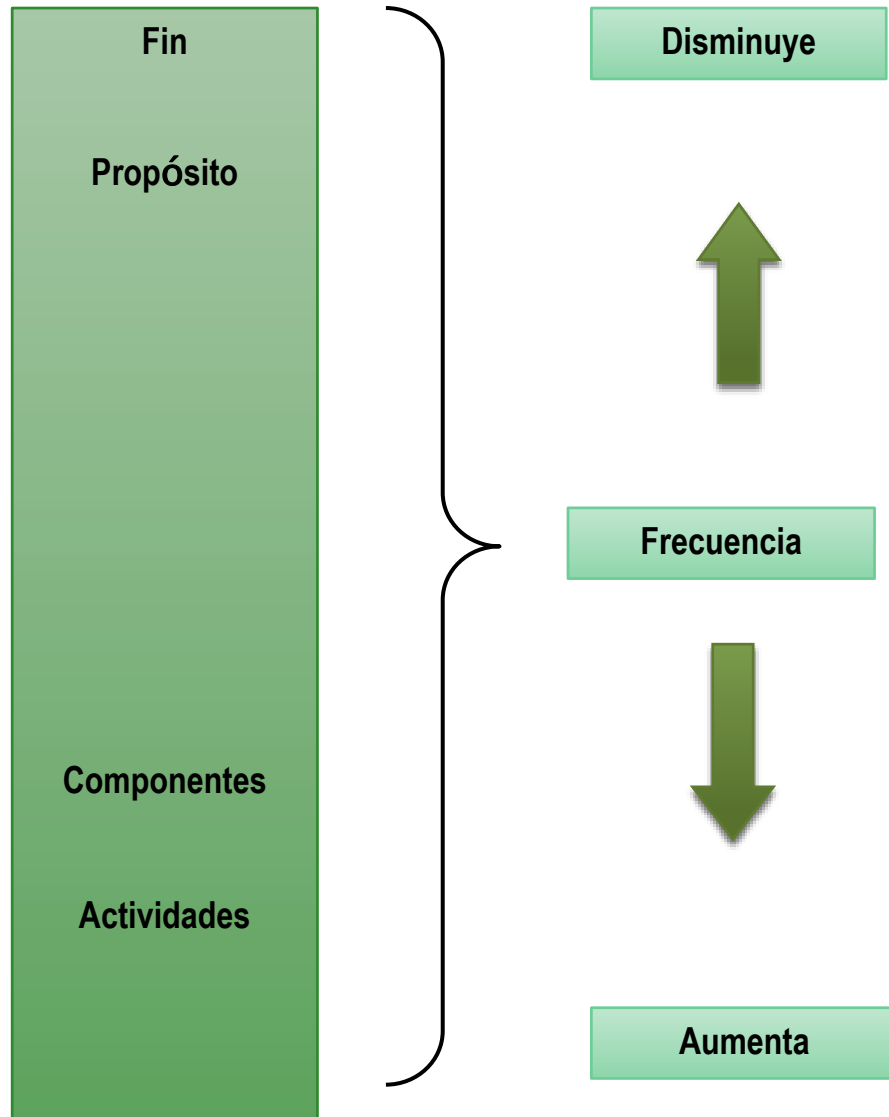 Fin
Propósito
Componentes
Actividades
Disminuye
Frecuencia
Aumenta